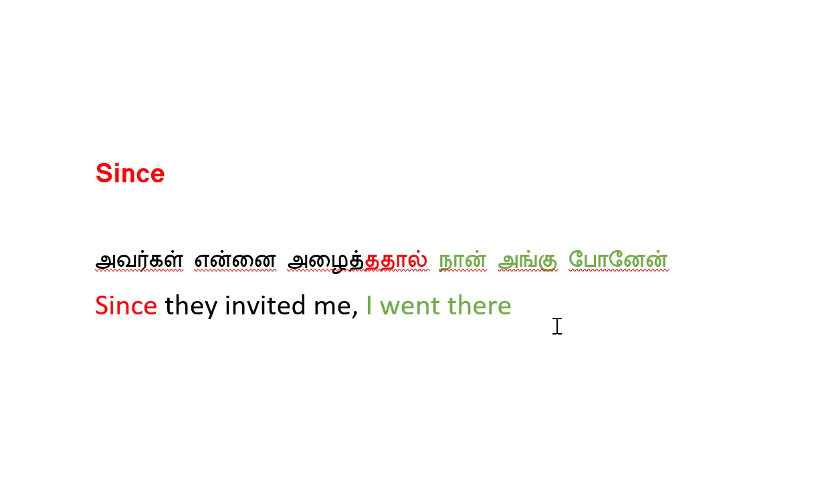 Since
அவர்கள் என்னை அழைத்ததால் நான் அங்கு போனேன்
Since they invited me, I went there